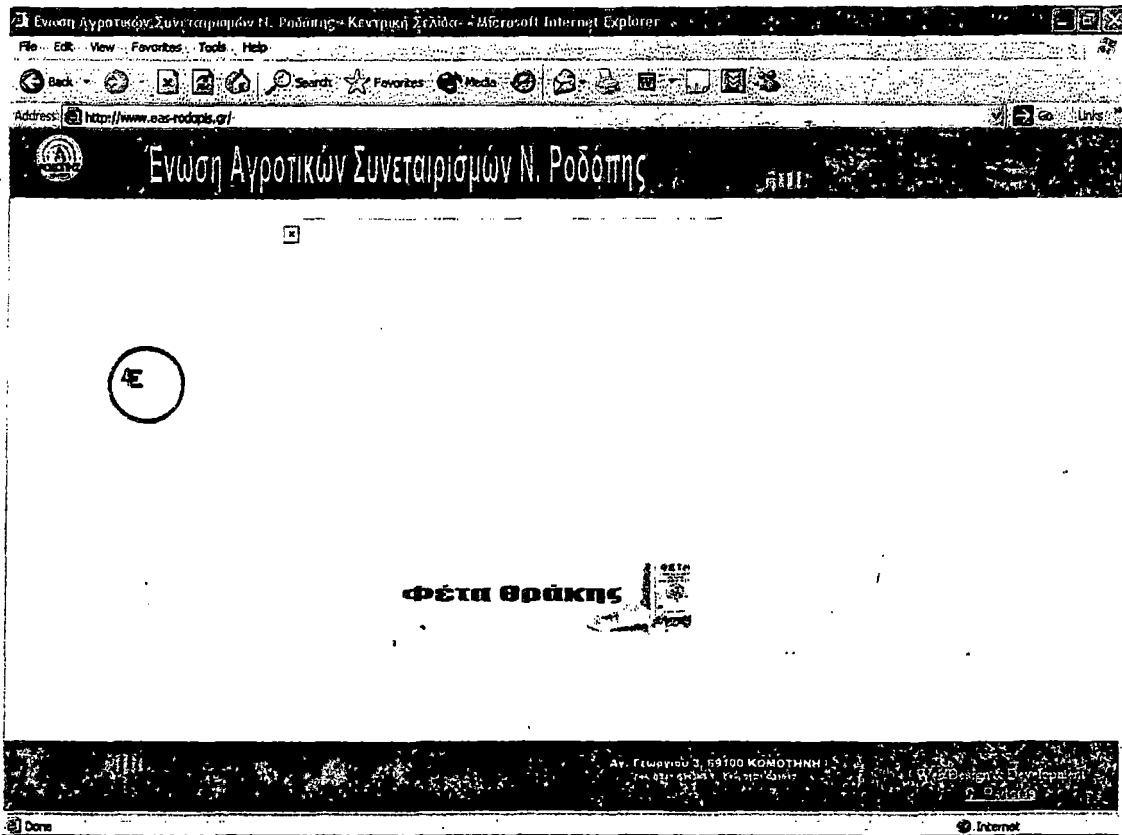 Ένωση Αγροτικών Συνεταιρισμών Ν. Ροδόπης - Κεντρική Σελίδα - Microsoft Internet Explorer
File Edit View Favorites Tools Help
Back Search Favorites Media
Address http://www.eas-rodopis.gr/ Go Links »
Ένωση Αγροτικών Συνεταιρισμών Ν. Ροδόπης
Φέτα Θράκης
ΦΕΤΑ
Αγ. Γεωργίου 3, 69100 ΚΟΜΟΤΗΝΗ
Web Design & Development
Done Internet